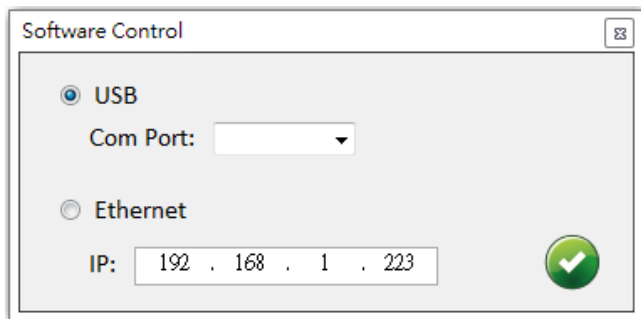 Software Control
USB
Com Port:
Ethernet
IP: 192 . 168 . 1 . 223